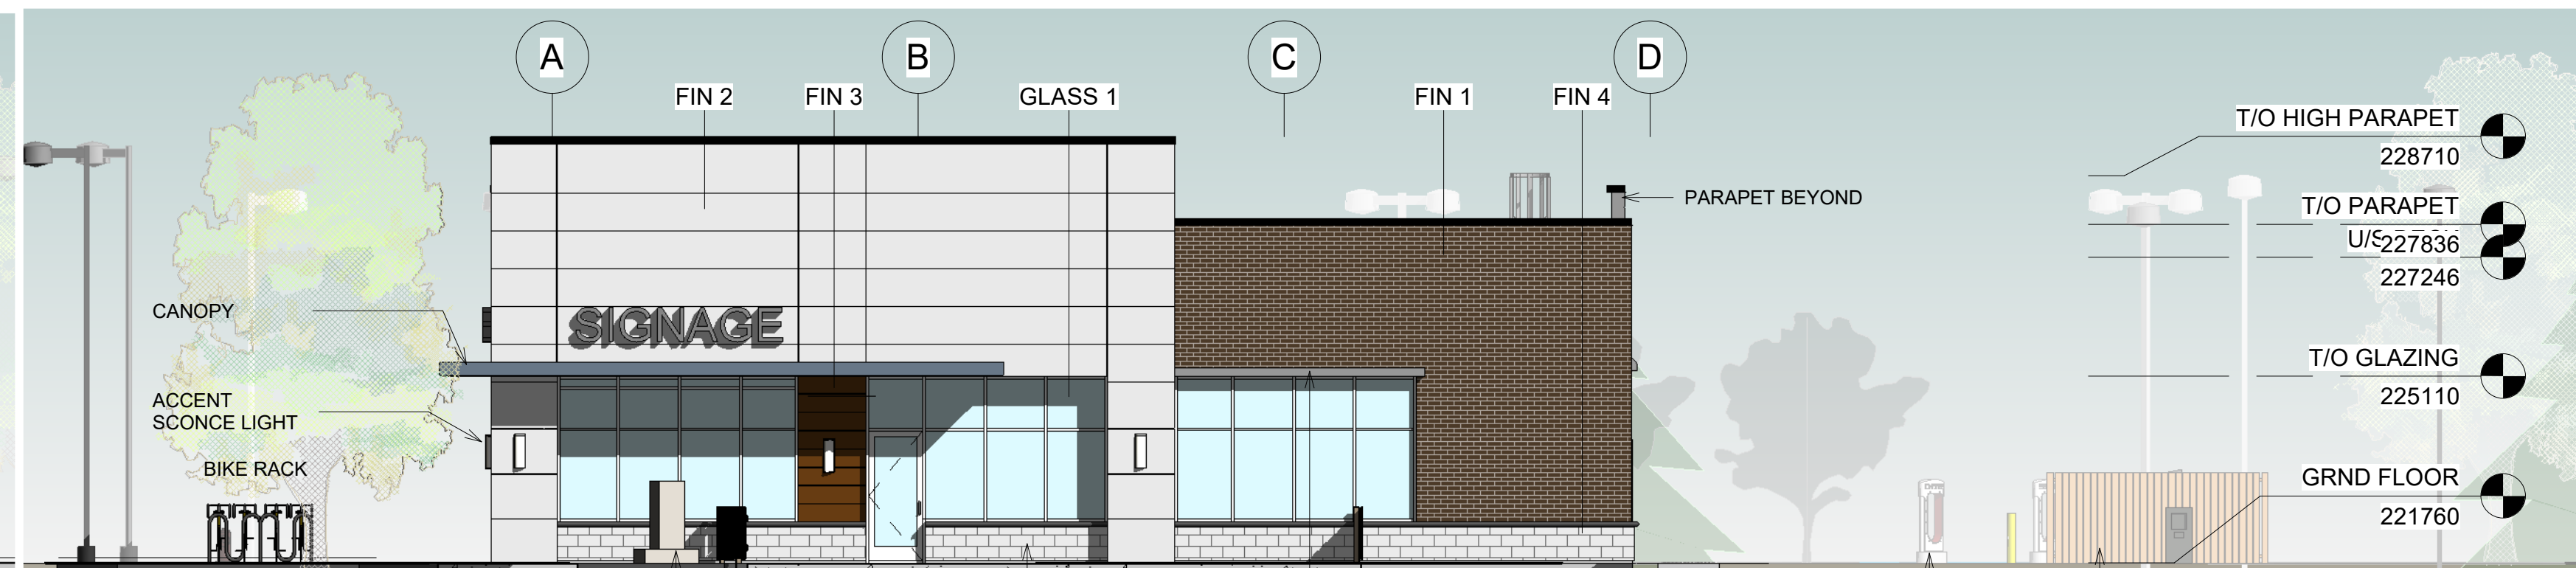 A
B
C
D
FIN 2
FIN 3
GLASS 1
FIN 1
FIN 4
T/O HIGH PARAPET
228710
PARAPET BEYOND
T/O PARAPET
227836
227246
CANOPY
SIGNAGE
T/O GLAZING
225110
ACCENT
SCONCE LIGHT
BIKE RACK
GRND FLOOR
221760